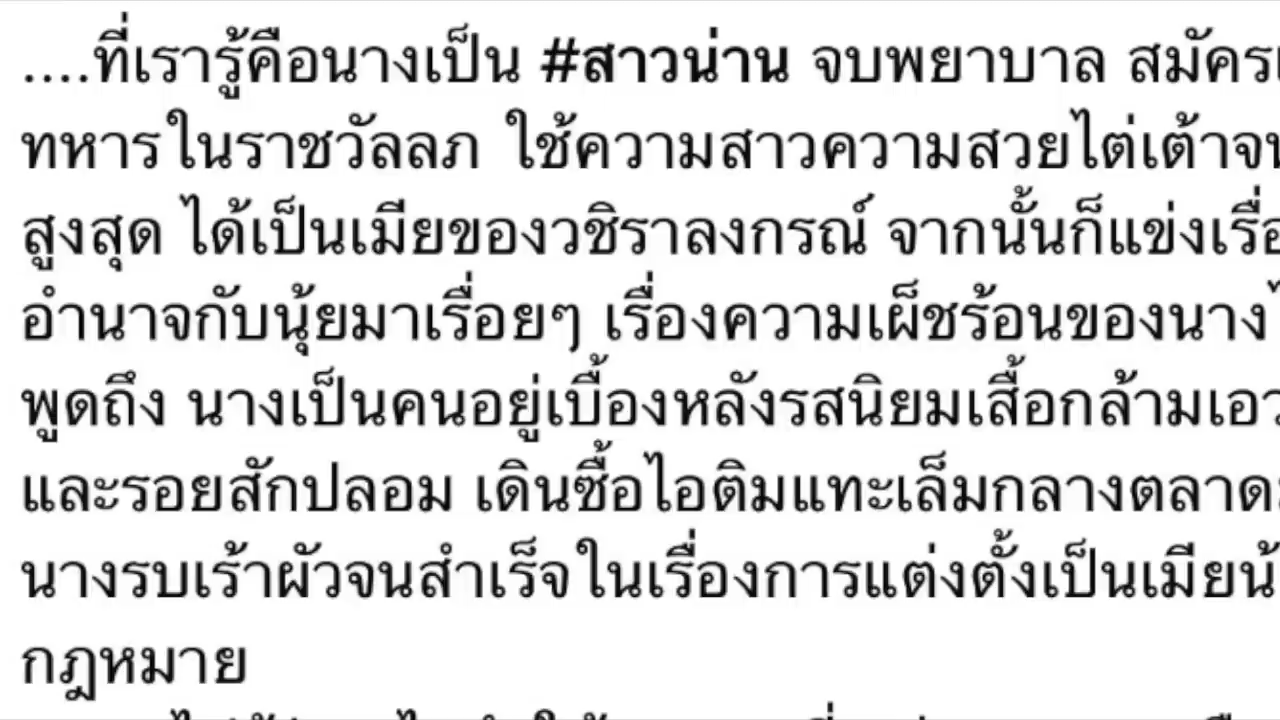 ....ที่เรารู้คือนางเป็น #สาวน่าน จบพยาบาล สมัคร
ทหารในราชวัลลภ ใช้ความสาวความสวยไต่เต้าจน
สูงสุด ได้เป็นเมียของวชิราลงกรณ์ จากนั้นก็แข่งเรื่อ
อำนาจกับนุ้ยมาเรื่อยๆ เรื่องความเผ็ชร้อนของนาง
พูดถึง นางเป็นคนอยู่เบื้องหลังรสนิยมเสื้อกล้ามเอว
และรอยสักปลอม เดินซื้อไอติมแทะเล็มกลางตลาด
นางรบเร้าผัวจนสำเร็จในเรื่องการแต่งตั้งเป็นเมียน้
กฎหมาย